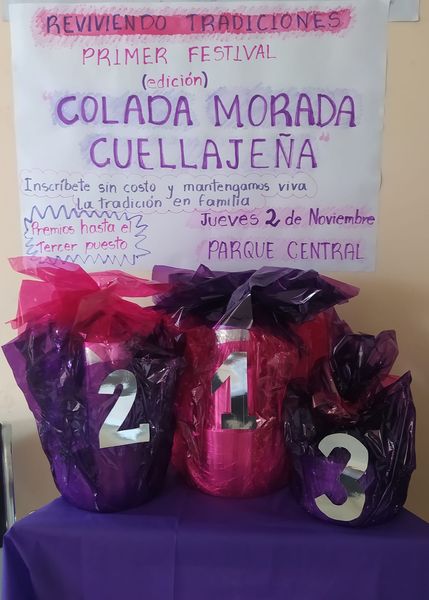 REVIVIENDO TRADICIONES
PRIMER FESTIVAL
(edición)
"COLADA MORADA
CUELLAJEÑA"
Inscríbete sin costo y mantengamos viva
la tradición en familia
Premios hasta el
Tercer puesto
Jueves 2 de Noviembre
PARQUE CENTRAL
2
1
3